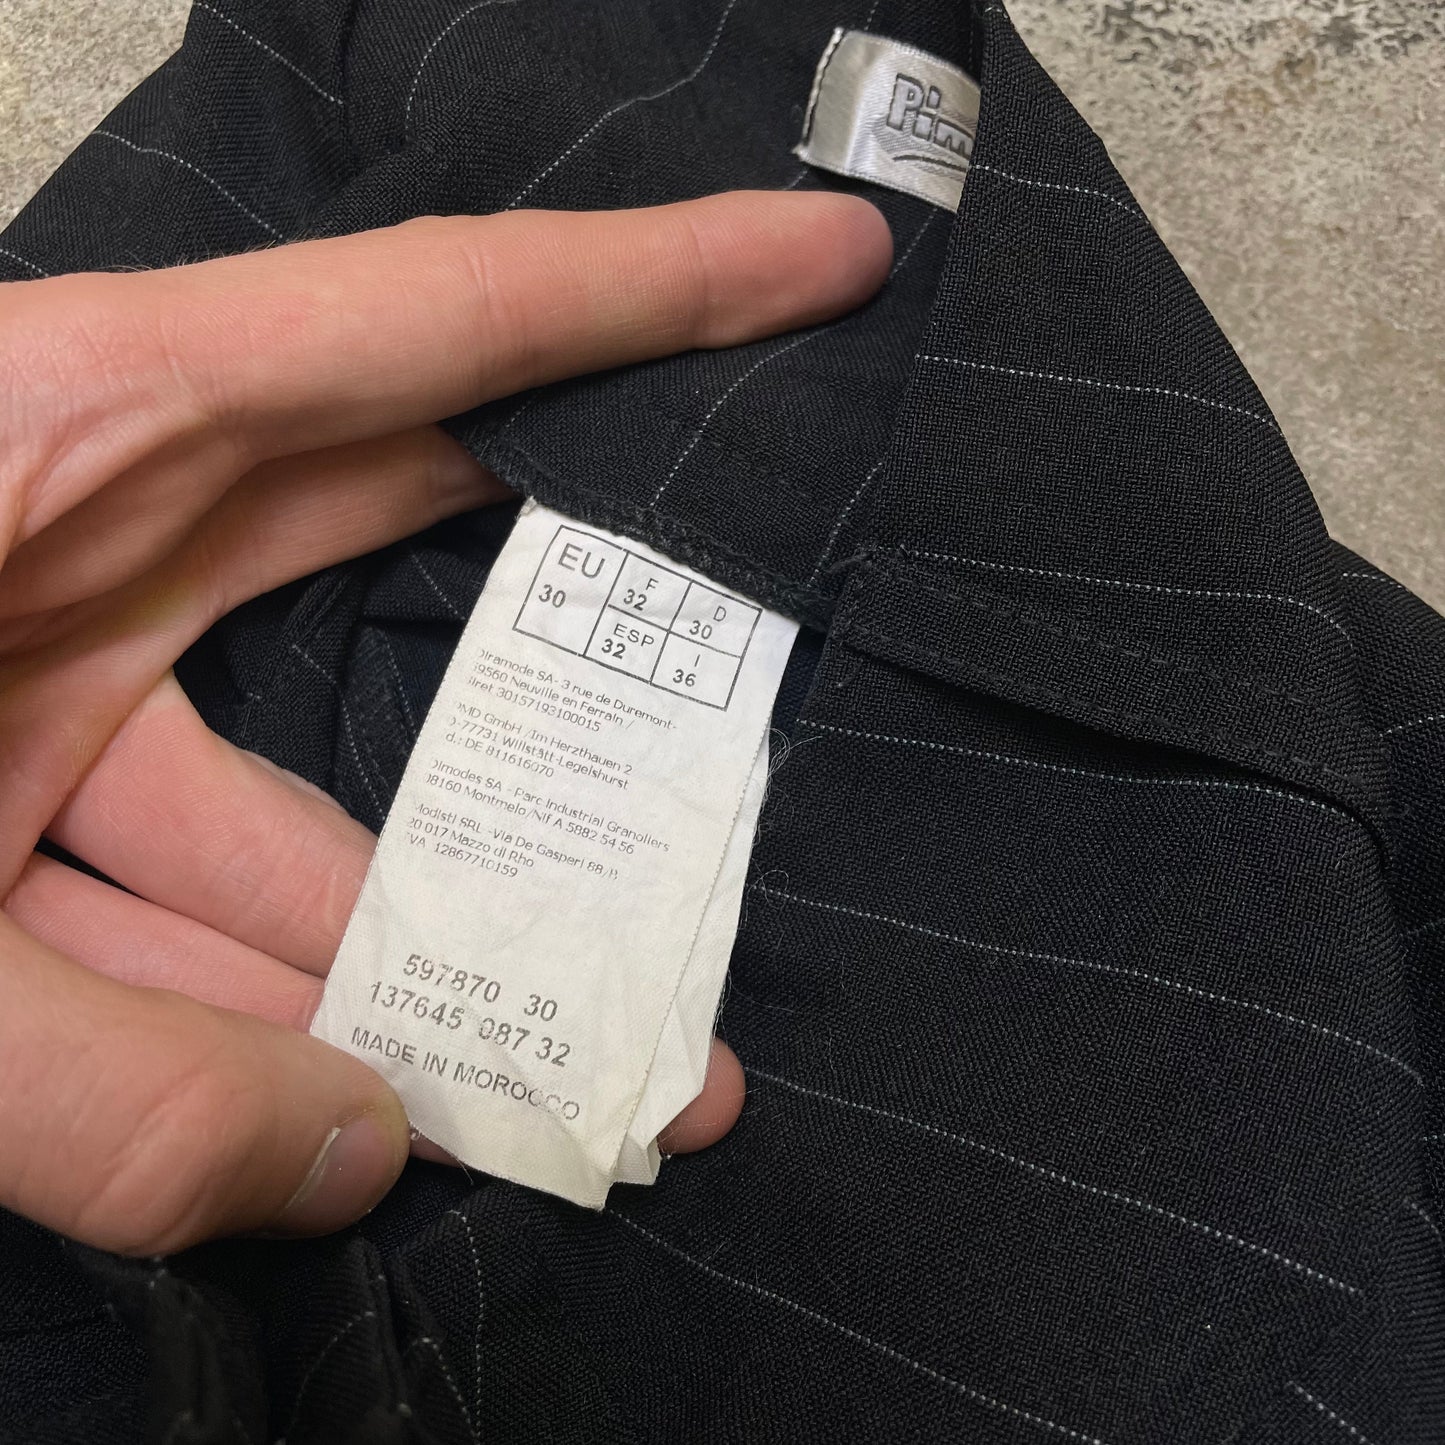 Pim
EU 30
F 32
D 30
ESP 32
I 36
Diramode SA- 3 rue de Duremont-
59560 Neuville en Ferrain /
siret 30157193100015
PMD GmbH /Im Herzthauen 2
D-77731 Willstätt-Legelshurst
d.: DE 811616070
Dimodes SA - Parc Industrial Granollers
08160 Montmelo/Nif A 5882 54 56
Modisti SRL -Via De Gasperi 88/
20 017 Mazzo di Rho
VA 12867710159
597870 30
137645 087 32
MADE IN MOROCCO